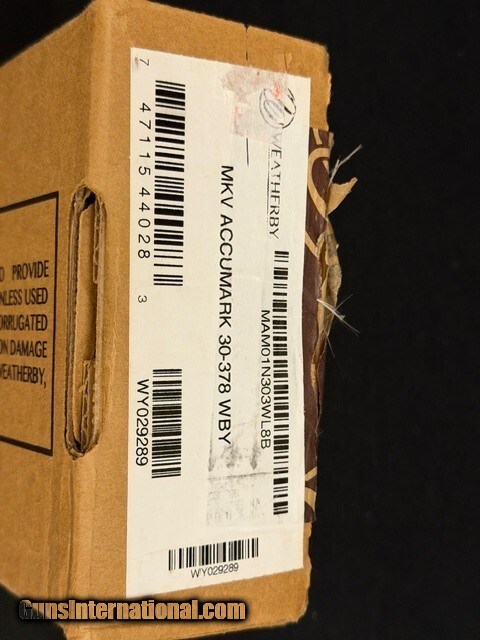 WEATHERBY
MAM01N303WL8B
MKV ACCUMARK 30-378 WBY
7 47115 44028 3
WY029289
WY029289
O PROVIDE
NLESS USED
ORRUGATED
ON DAMAGE
WEATHERBY,
GunsInternational.com